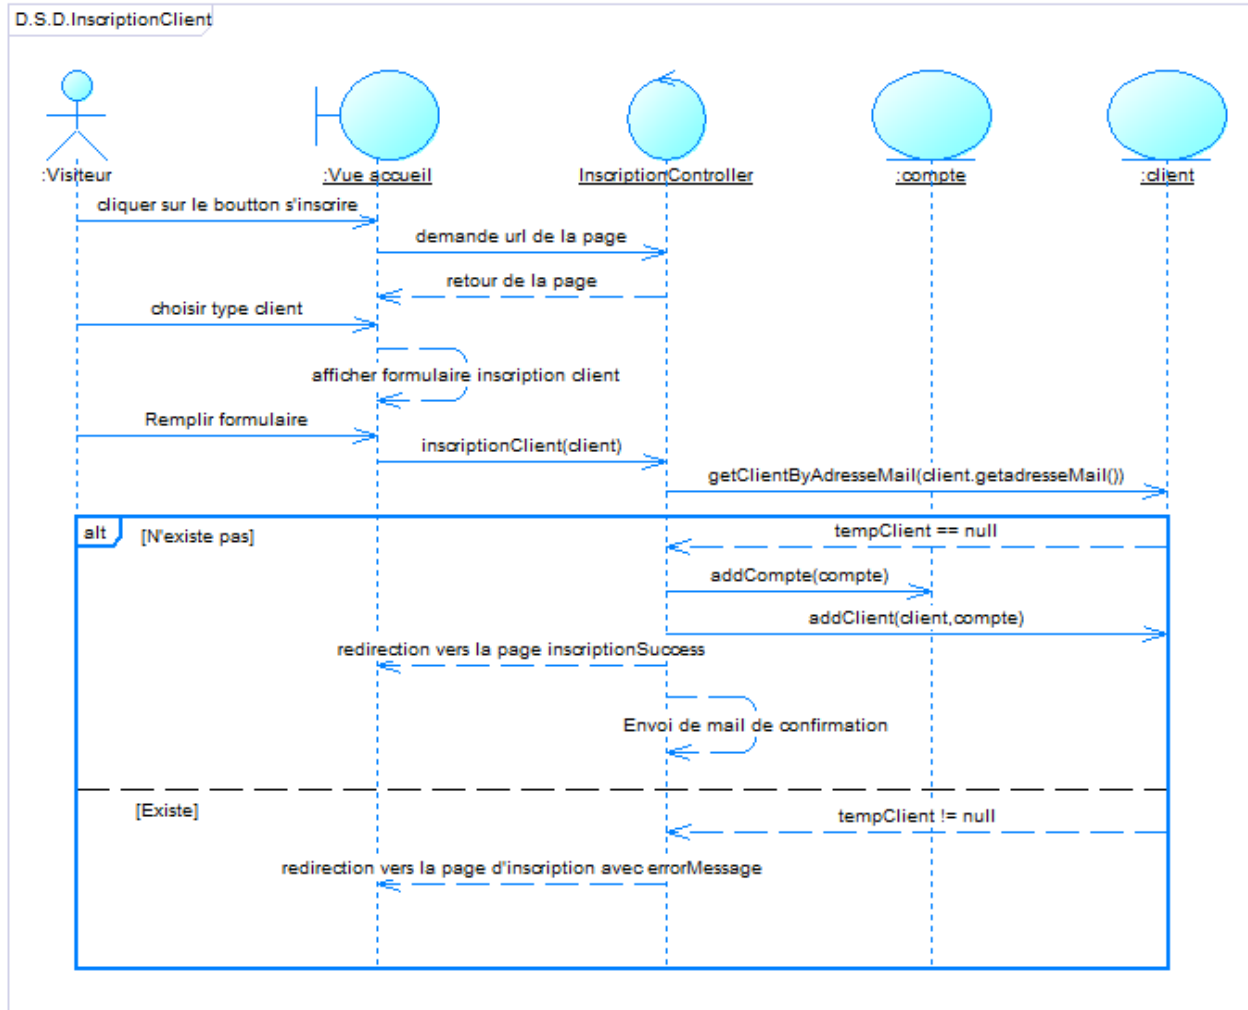 D.S.D.InscriptionClient
:Visiteur
:Vue accueil
InscriptionController
:compte
:client
cliquer sur le boutton s'inscrire
demande url de la page
retour de la page
choisir type client
afficher formulaire inscription client
Remplir formulaire
inscriptionClient(client)
getClientByAdresseMail(client.getadresseMail())
alt
[N'existe pas]
tempClient == null
addCompte(compte)
addClient(client,compte)
redirection vers la page inscriptionSuccess
Envoi de mail de confirmation
[Existe]
tempClient != null
redirection vers la page d'inscription avec errorMessage